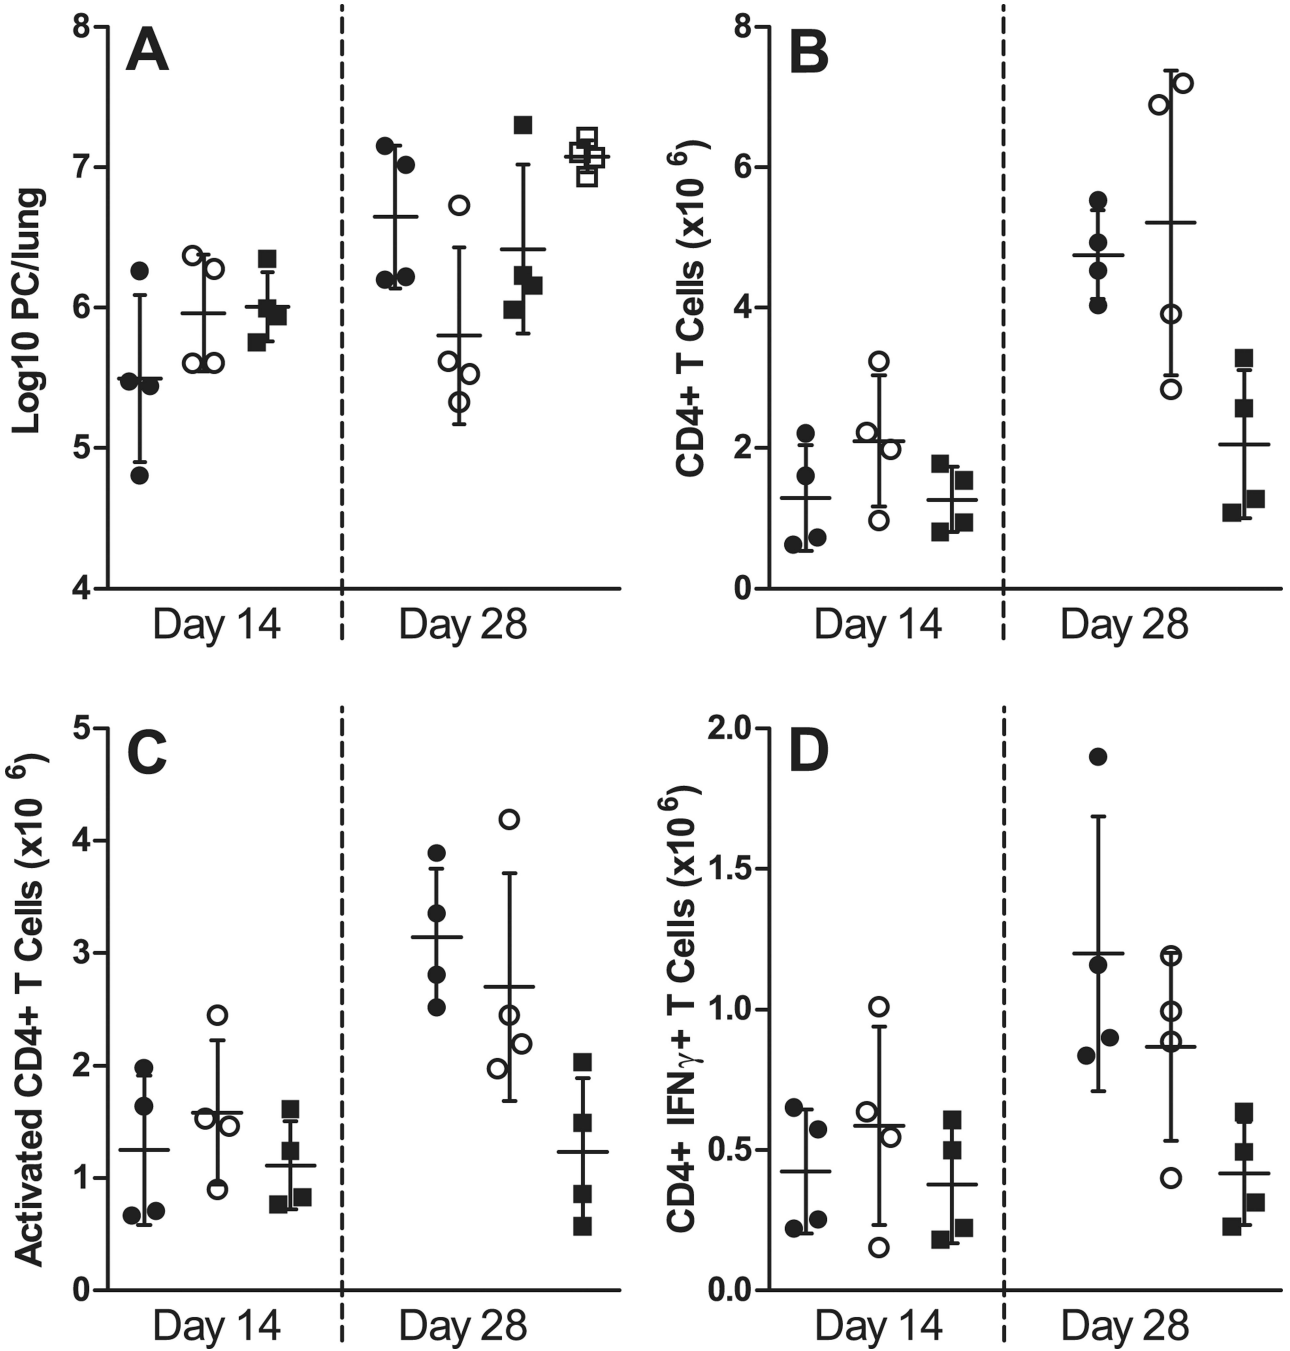 A
8
7
6
5
4
Log10 PC/lung
Day 14
Day 28
B
8
6
4
2
0
CD4+ T Cells (x10 6)
Day 14
Day 28
C
5
4
3
2
1
0
Activated CD4+ T Cells (x10 6)
Day 14
Day 28
D
2.0
1.5
1.0
0.5
0.0
CD4+ IFNγ+ T Cells (x10 6)
Day 14
Day 28